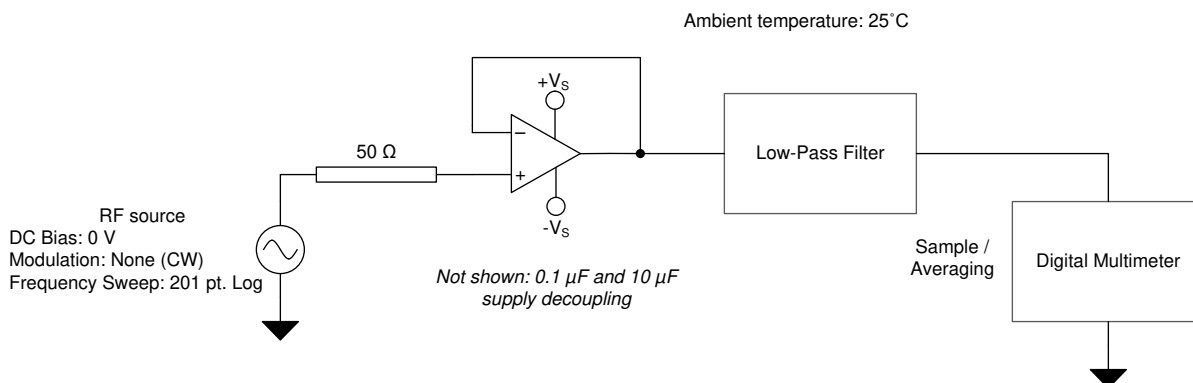 Ambient temperature: 25˚C
+VS
–
50 Ω
+
Low-Pass Filter
-VS
RF source
DC Bias: 0 V
Modulation: None (CW)
Frequency Sweep: 201 pt. Log
Not shown: 0.1 µF and 10 µF
supply decoupling
Sample /
Averaging
Digital Multimeter